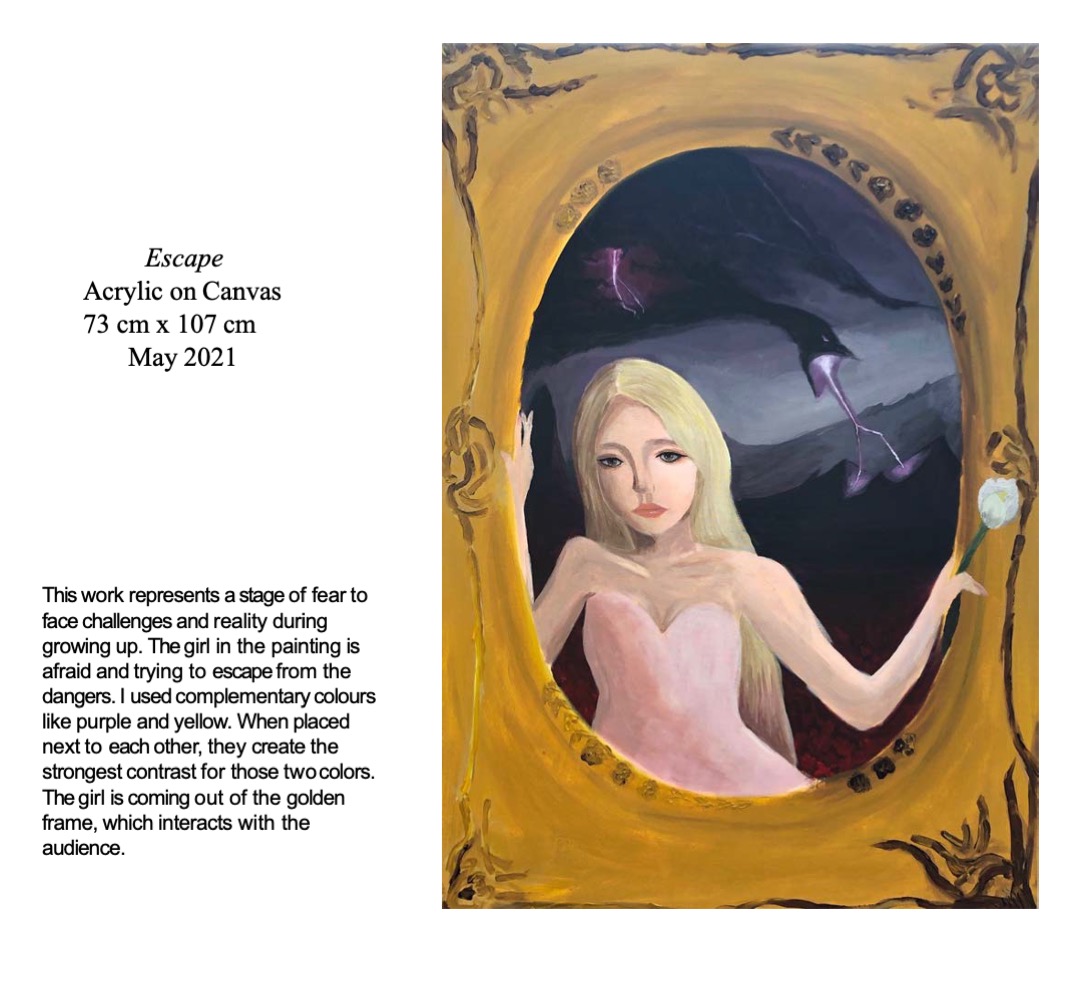 Escape
Acrylic on Canvas
73 cm x 107 cm
May 2021
This work represents a stage of fear to
face challenges and reality during
growing up. The girl in the painting is
afraid and trying to escape from the
dangers. I used complementary colours
like purple and yellow. When placed
next to each other, they create the
strongest contrast for those two colors.
The girl is coming out of the golden
frame, which interacts with the
audience.